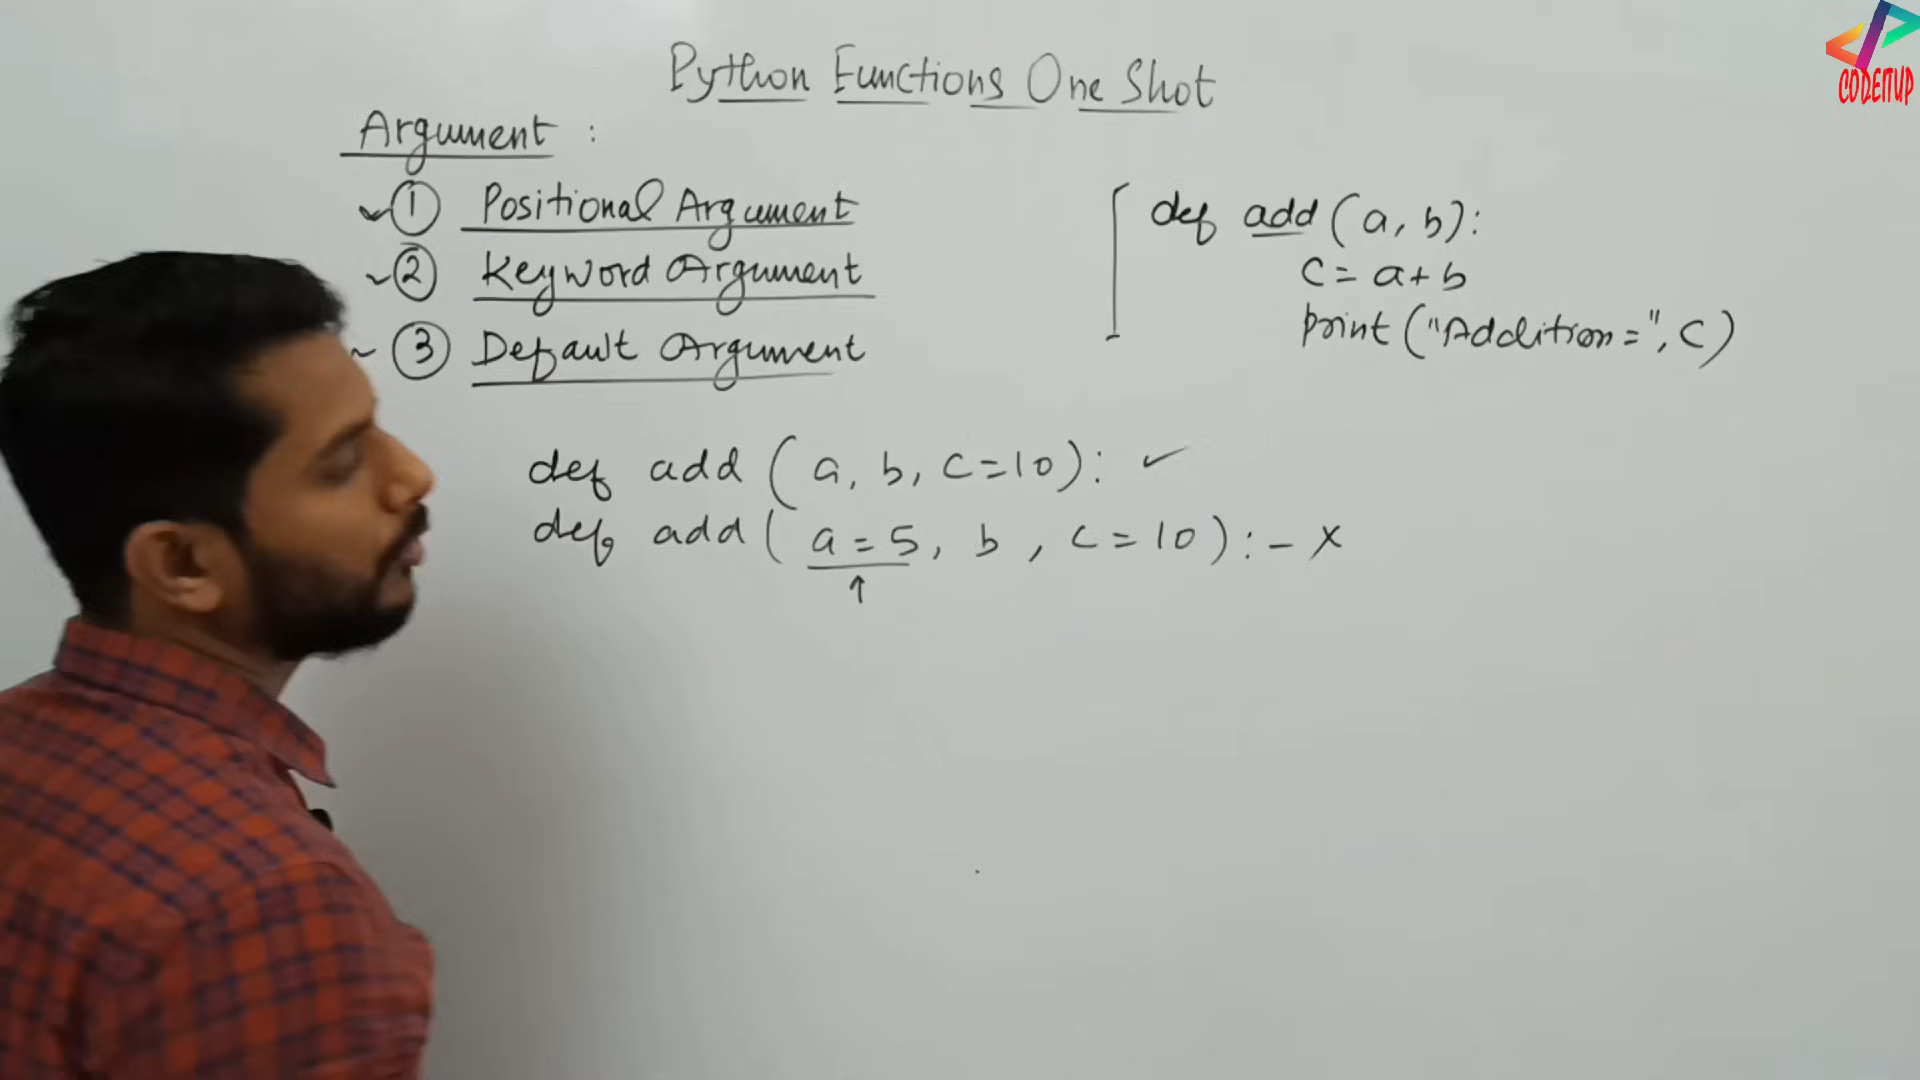 Python Functions One Shot
CODEITUP
Argument :
1 Positional Argument
2 Keyword Argument
3 Default Argument
def add (a, b):
c = a + b
print ("Addition =", c)
def add (a, b, c=10): ✓
def add ( a = 5, b , c = 10 ) : - x
↑